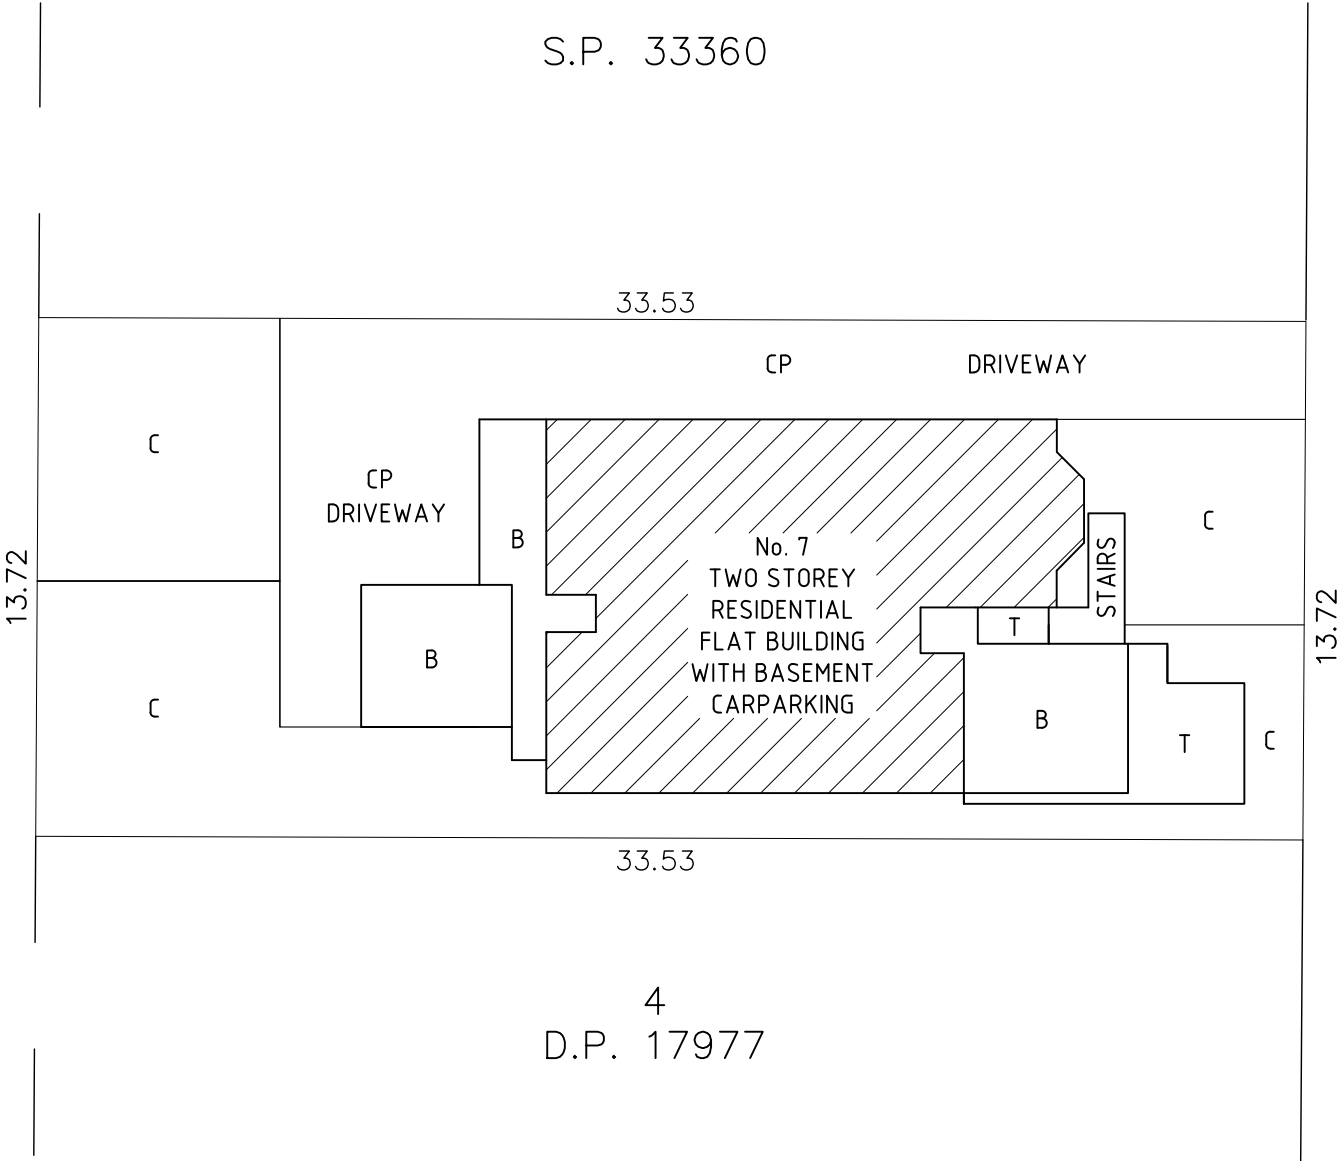 S.P. 33360
33.53
CP DRIVEWAY
C
CP
DRIVEWAY
B
C
STAIRS
No. 7
TWO STOREY
RESIDENTIAL
FLAT BUILDING
WITH BASEMENT
CARPARKING
13.72
13.72
T
B
C
B
T
C
33.53
4
D.P. 17977